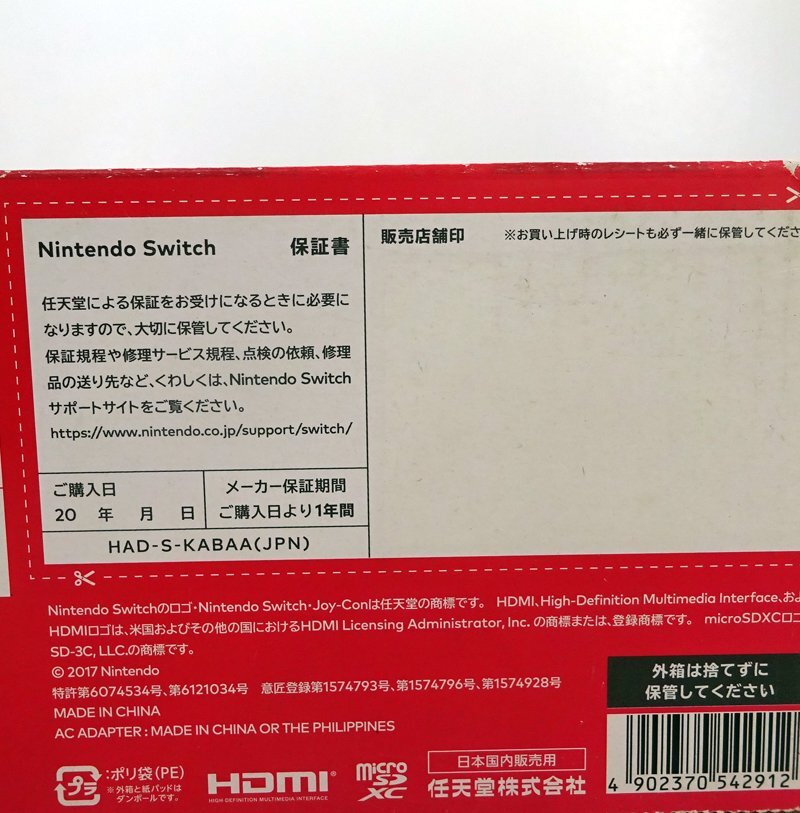 Nintendo Switch 保証書
任天堂による保証をお受けになるときに必要に
なりますので、大切に保管してください。
保証規程や修理サービス規程、点検の依頼、修理
品の送り先など、くわしくは、Nintendo Switch
サポートサイトをご覧ください。
https://www.nintendo.co.jp/support/switch/
ご購入日
20 年 月 日
メーカー保証期間
ご購入日より1年間
HAD-S-KABAA(JPN)
販売店舗印 ※お買い上げ時のレシートも必ず一緒に保管してくださ
Nintendo Switchのロゴ・Nintendo Switch・Joy-Conは任天堂の商標です。 HDMI、High-Definition Multimedia Interface、およ
HDMIロゴは、米国およびその他の国におけるHDMI Licensing Administrator, Inc. の商標または、登録商標です。 microSDXCロゴ
SD-3C, LLC.の商標です。
© 2017 Nintendo
特許第6074534号、第6121034号 意匠登録第1574793号、第1574796号、第1574928号
MADE IN CHINA
AC ADAPTER : MADE IN CHINA OR THE PHILIPPINES
外箱は捨てずに
保管してください
プラ
:ポリ袋(PE)
※外箱と紙パッドは
ダンボールです。
HDMI®
HIGH DEFINITION MULTIMEDIA INTERFACE
micro
SD
XC
日本国内販売用
任天堂株式会社
4 902370 542912